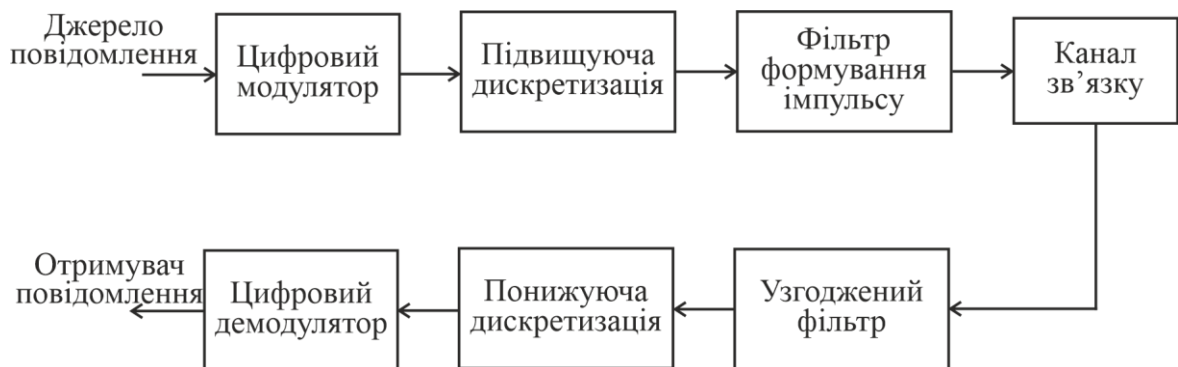 Джерело
повідомлення
Цифровий
модулятор
Підвищуюча
дискретизація
Фільтр
формування
імпульсу
Канал
зв’язку
Отримувач
повідомлення
Цифровий
демодулятор
Понижуюча
дискретизація
Узгоджений
фільтр